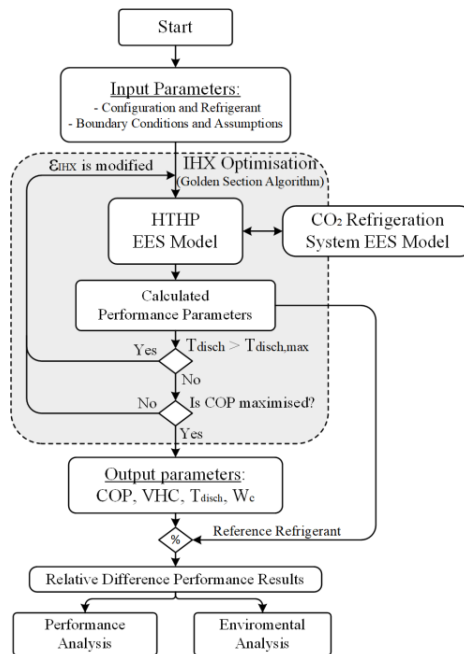 Start
Input Parameters:
- Configuration and Refrigerant
- Boundary Conditions and Assumptions
εIHX is modified
IHX Optimisation
(Golden Section Algorithm)
HTHP
EES Model
CO₂ Refrigeration
System EES Model
Calculated
Performance Parameters
Yes
Tdisch > Tdisch,max
No
No
Is COP maximised?
Yes
Output parameters:
COP, VHC, Tdisch, Wc
Reference Refrigerant
%
Relative Difference Performance Results
Performance
Analysis
Enviromental
Analysis